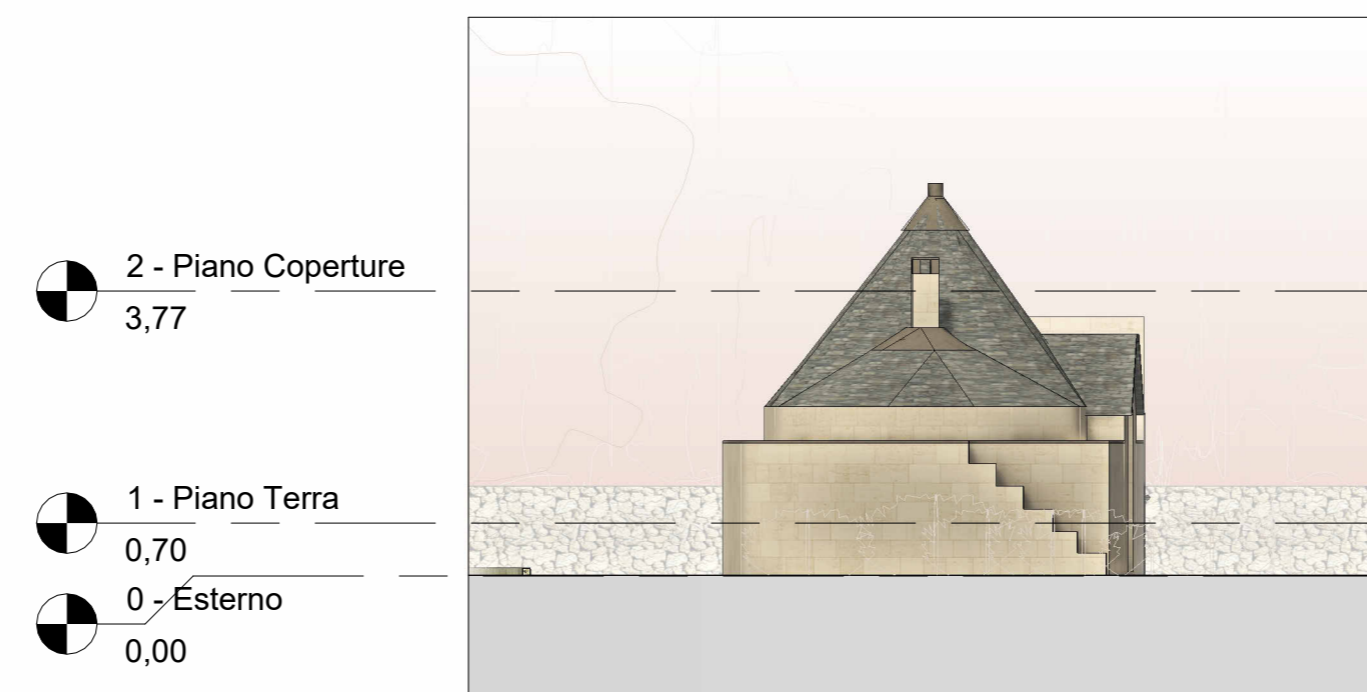 2 - Piano Coperture
3,77
1 - Piano Terra
0,70
0 - Esterno
0,00